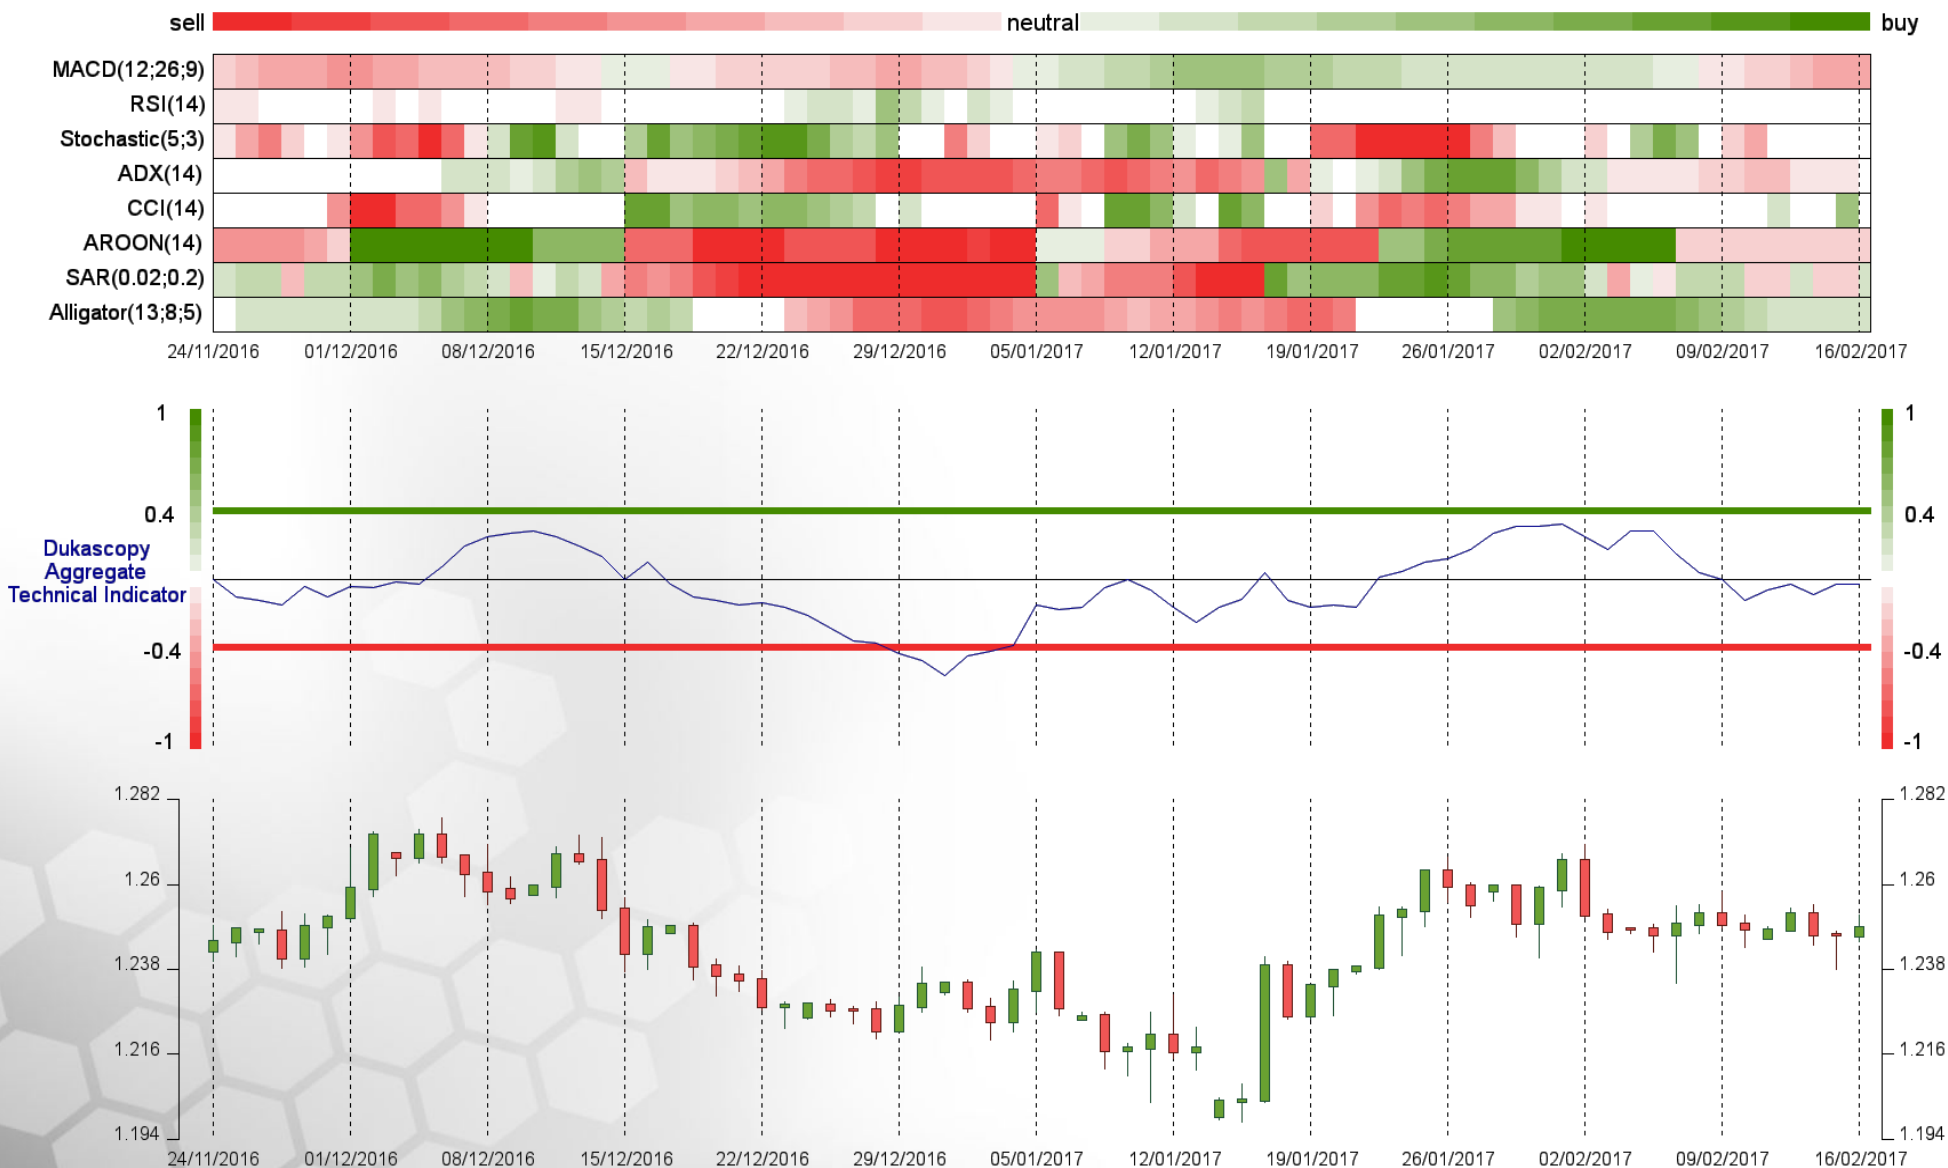 sell neutral buy
MACD(12;26;9)
RSI(14)
Stochastic(5;3)
ADX(14)
CCI(14)
AROON(14)
SAR(0.02;0.2)
Alligator(13;8;5)
24/11/2016 01/12/2016 08/12/2016 15/12/2016 22/12/2016 29/12/2016 05/01/2017 12/01/2017 19/01/2017 26/01/2017 02/02/2017 09/02/2017 16/02/2017
1 1
0.4 0.4
Dukascopy
Aggregate
Technical Indicator
-0.4 -0.4
-1 -1
1.282 1.282
1.26 1.26
1.238 1.238
1.216 1.216
1.194 1.194
24/11/2016 01/12/2016 08/12/2016 15/12/2016 22/12/2016 29/12/2016 05/01/2017 12/01/2017 19/01/2017 26/01/2017 02/02/2017 09/02/2017 16/02/2017